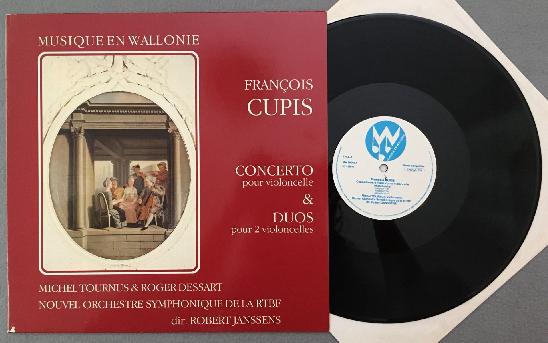 MUSIQUE EN WALLONIE
FRANÇOIS
CUPIS
CONCERTO
pour violoncelle
&
DUOS
pour 2 violoncelles
MICHEL TOURNUS & ROGER DESSART
NOUVEL ORCHESTRE SYMPHONIQUE DE LA RTBF
dir. ROBERT JANSSENS